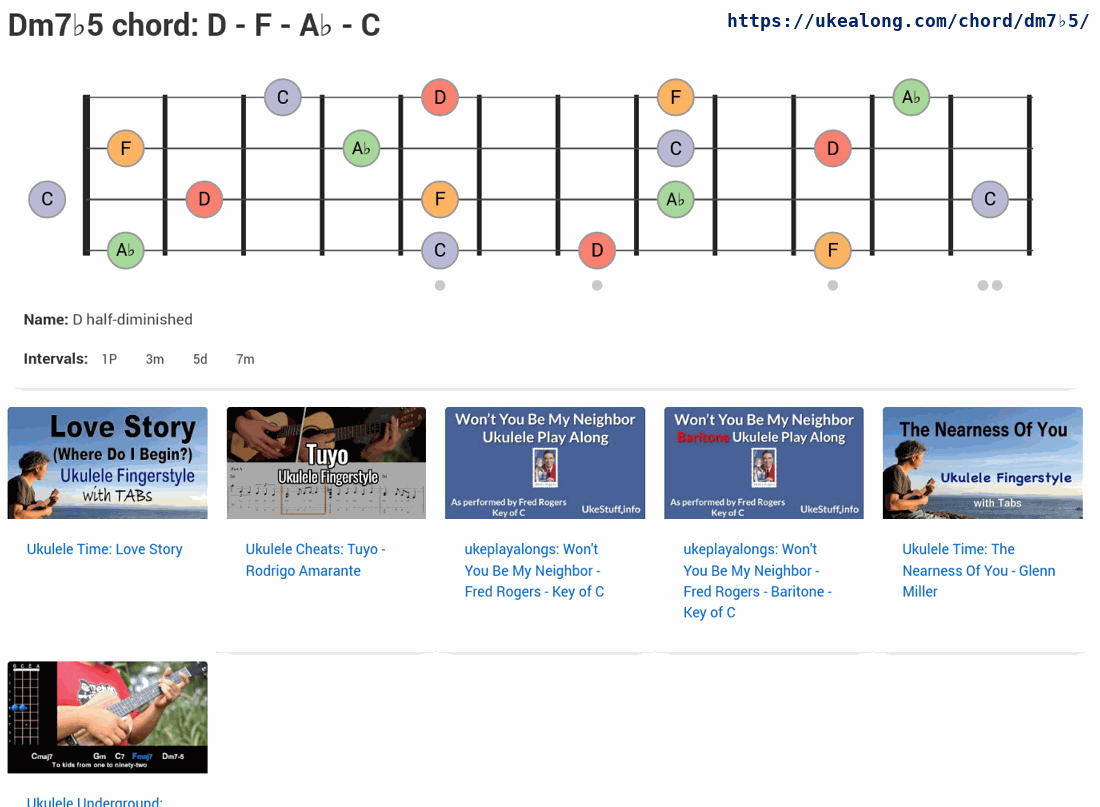 Dm7♭5 chord: D - F - A♭ - C
https://ukealong.com/chord/dm7♭5/
C D F A♭
F A♭ C D
C D F A♭ C
A♭ C D F
Name: D half-diminished
Intervals: 1P 3m 5d 7m
Love Story
(Where Do I Begin?)
Ukulele Fingerstyle
with TABs
Tuyo
Ukulele Fingerstyle
Won't You Be My Neighbor
Ukulele Play Along
As performed by Fred Rogers
Key of C
UkeStuff.info
Won't You Be My Neighbor
Baritone Ukulele Play Along
As performed by Fred Rogers
Key of C
UkeStuff.info
The Nearness Of You
Ukulele Fingerstyle
with Tabs
Ukulele Time: Love Story
Ukulele Cheats: Tuyo -
Rodrigo Amarante
ukeplayalongs: Won't
You Be My Neighbor -
Fred Rogers - Key of C
ukeplayalongs: Won't
You Be My Neighbor -
Fred Rogers - Baritone -
Key of C
Ukulele Time: The
Nearness Of You - Glenn
Miller
G C E A
Cmaj7 Gm C7 Fmaj7 Dm7-5
To kids from one to ninety-two
Ukulele Underground: